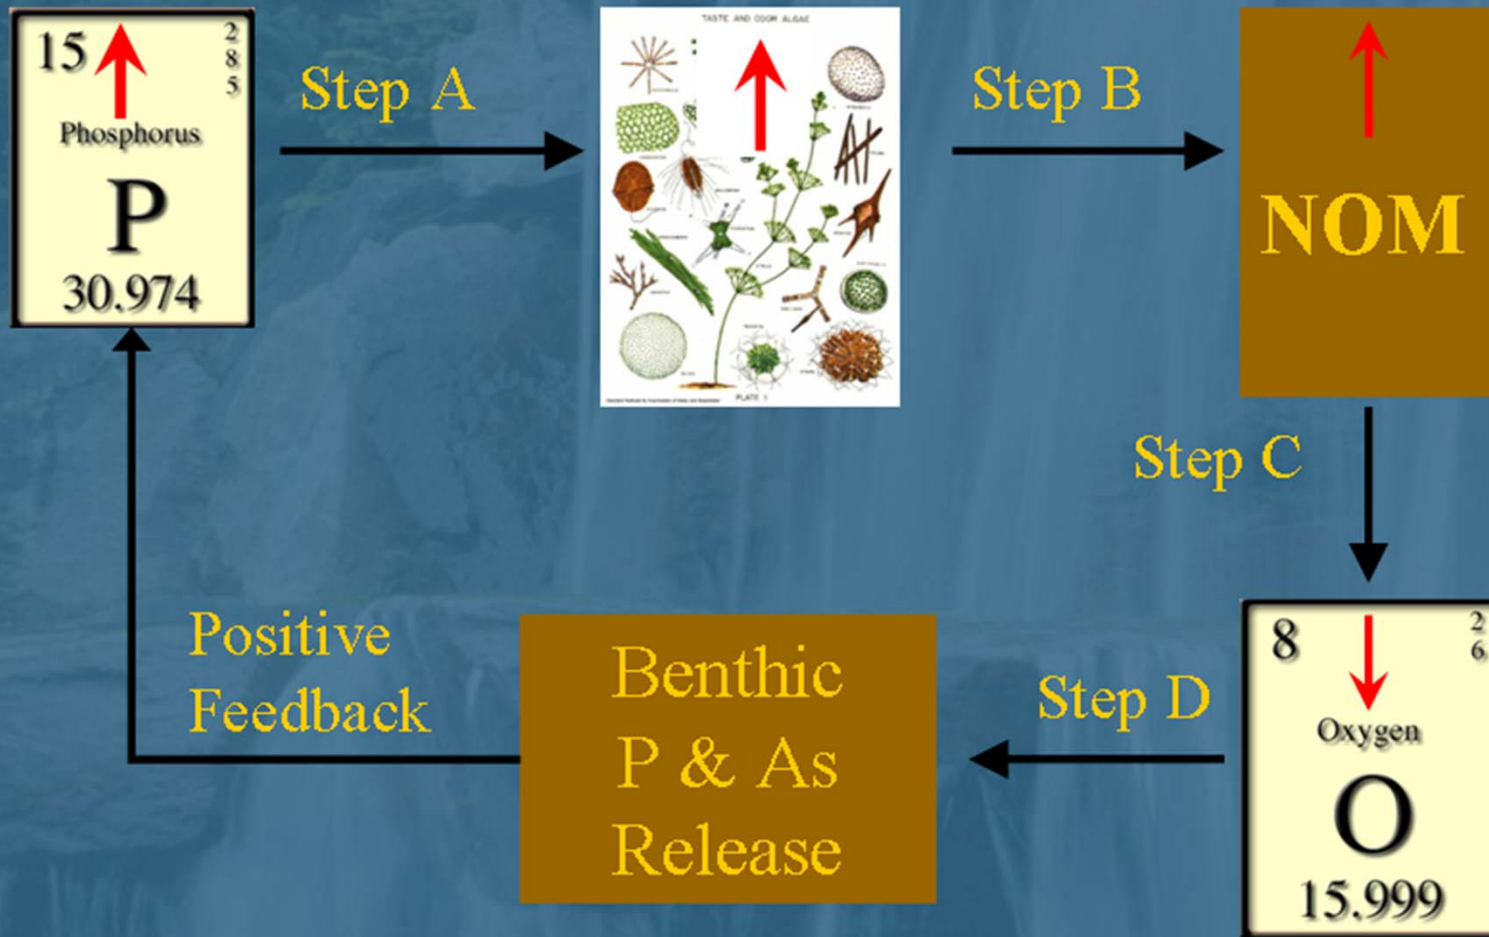 15
2
8
5
Phosphorus
P
30.974
Step A
TASTE AND ODOR ALGAE
PLATE 1
Step B
NOM
Step C
8
2
6
Oxygen
O
15.999
Step D
Benthic
P & As
Release
Positive
Feedback